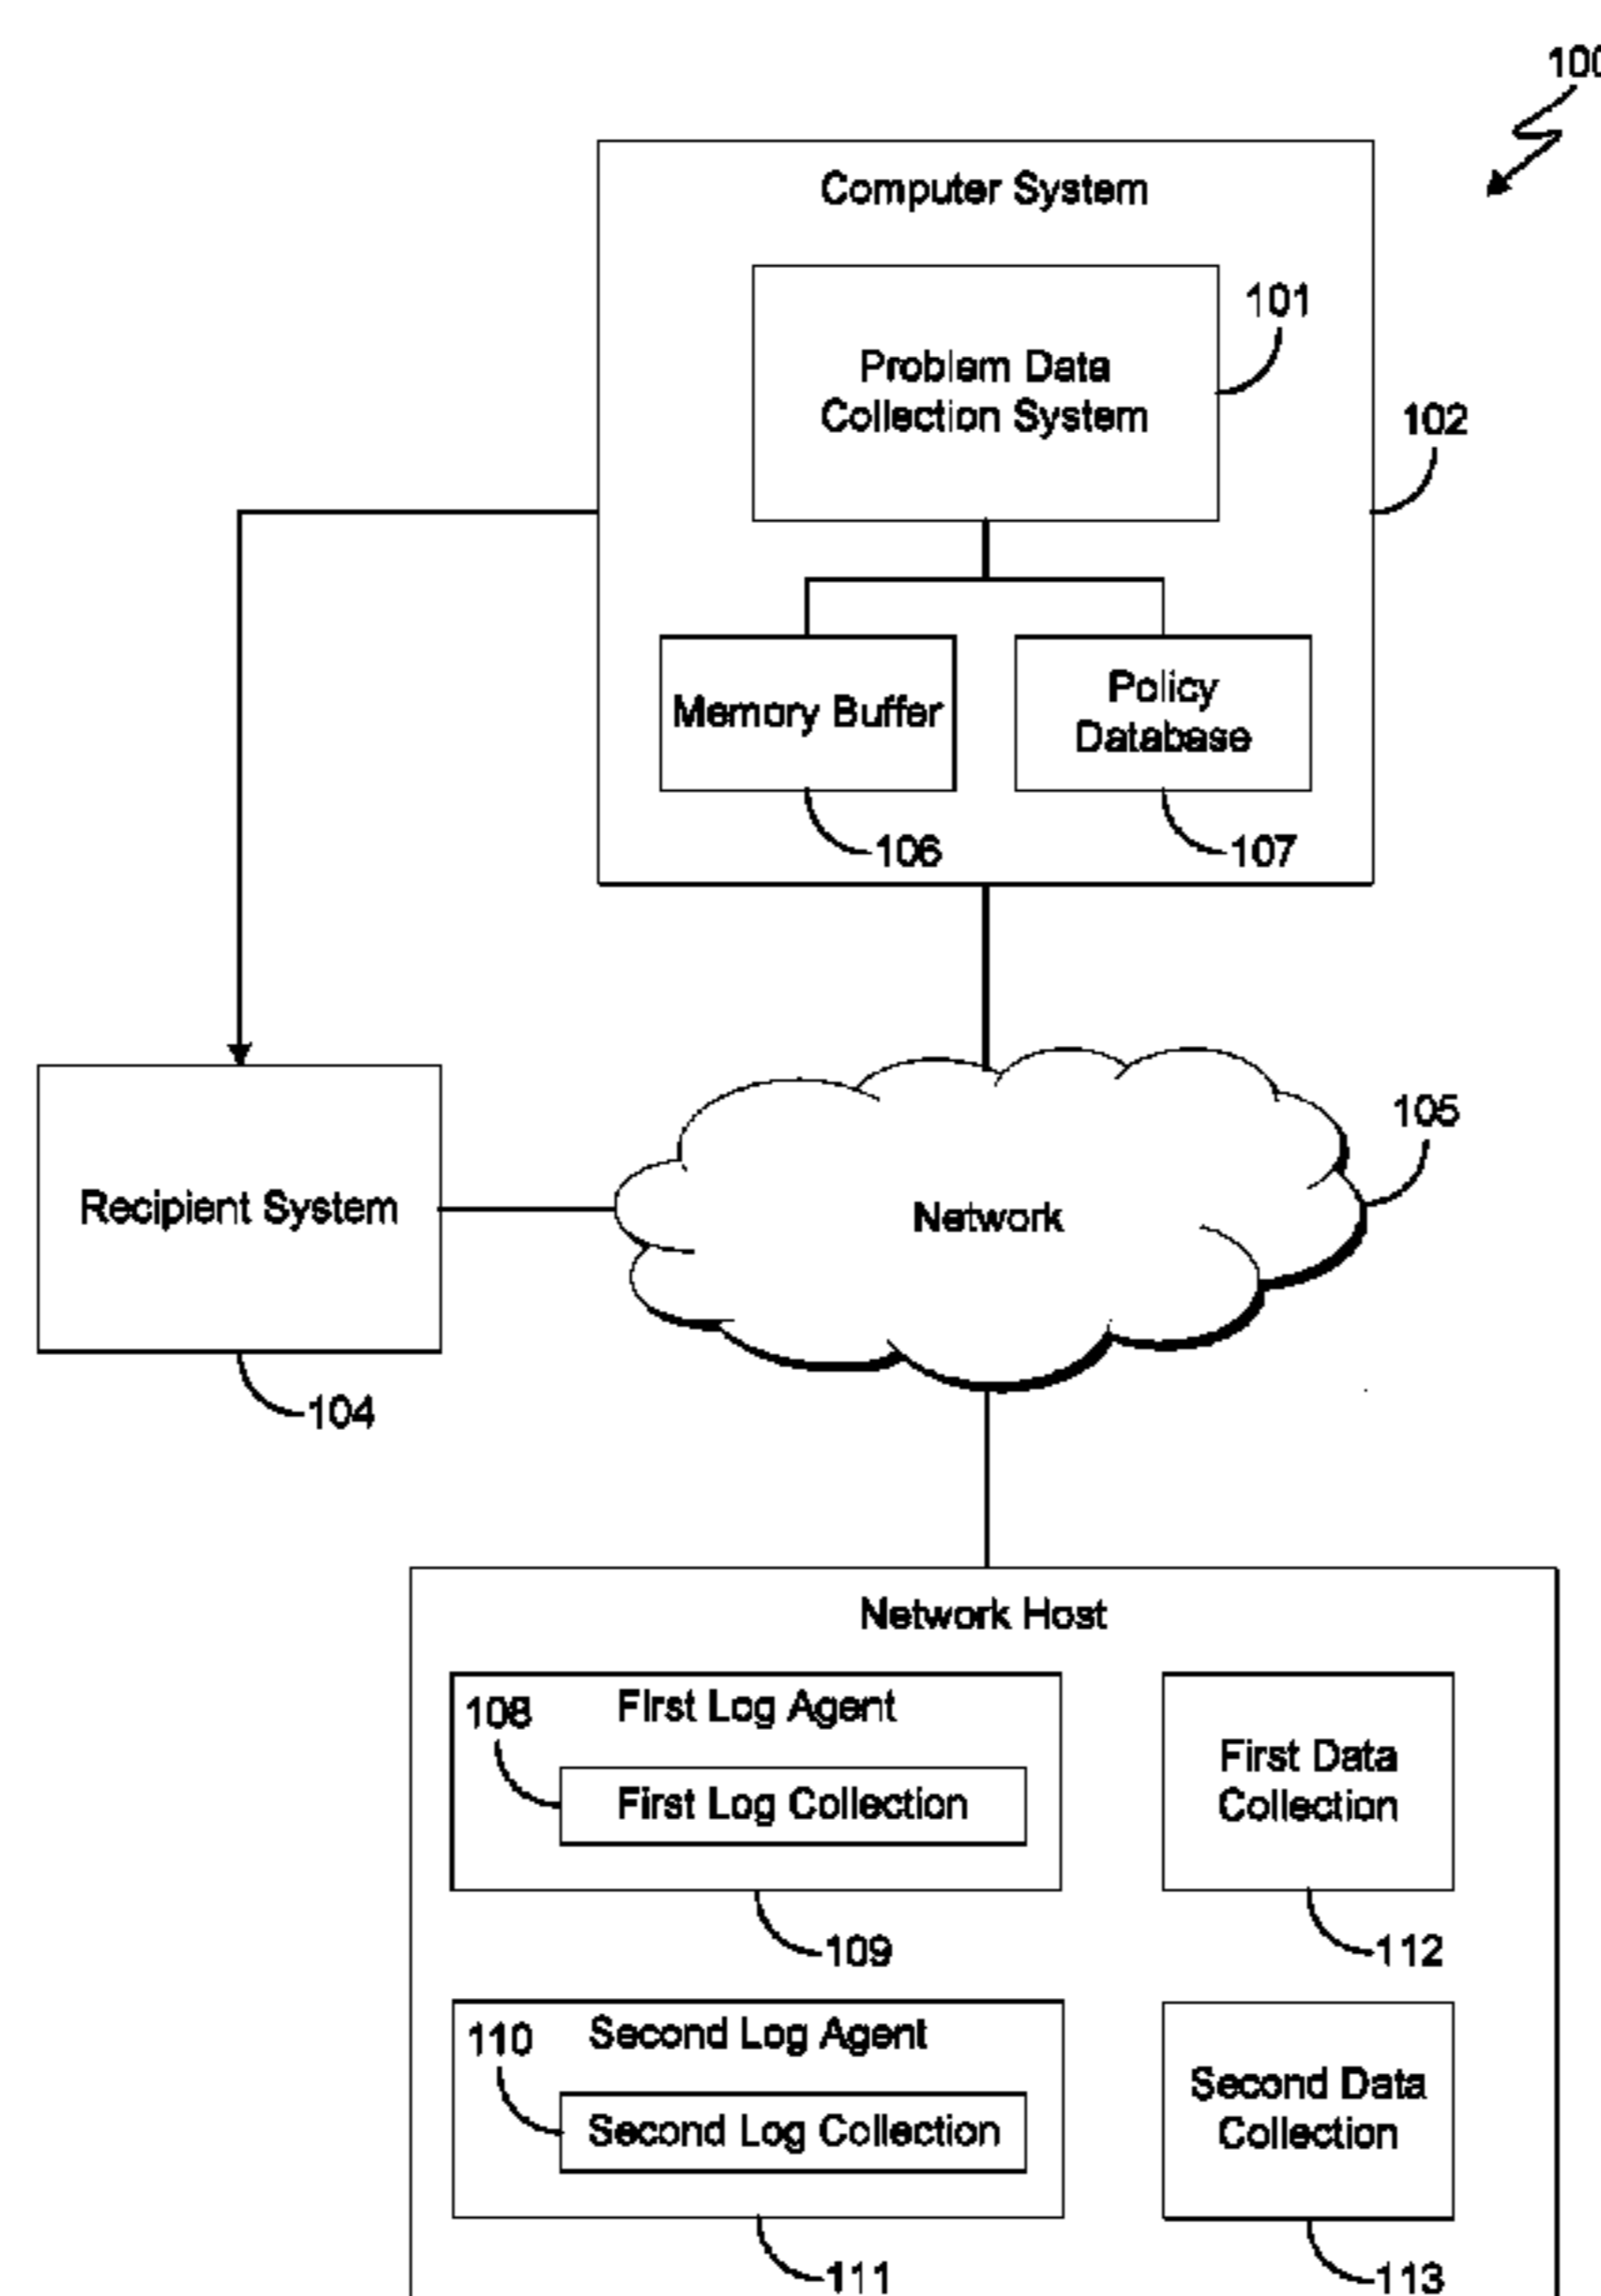 100
Computer System
Problem Data
Collection System
101
102
Memory Buffer
Policy
Database
106
107
Recipient System
104
Network
105
Network Host
First Log Agent
108
First Log Collection
109
First Data
Collection
112
Second Log Agent
110
Second Log Collection
111
Second Data
Collection
113